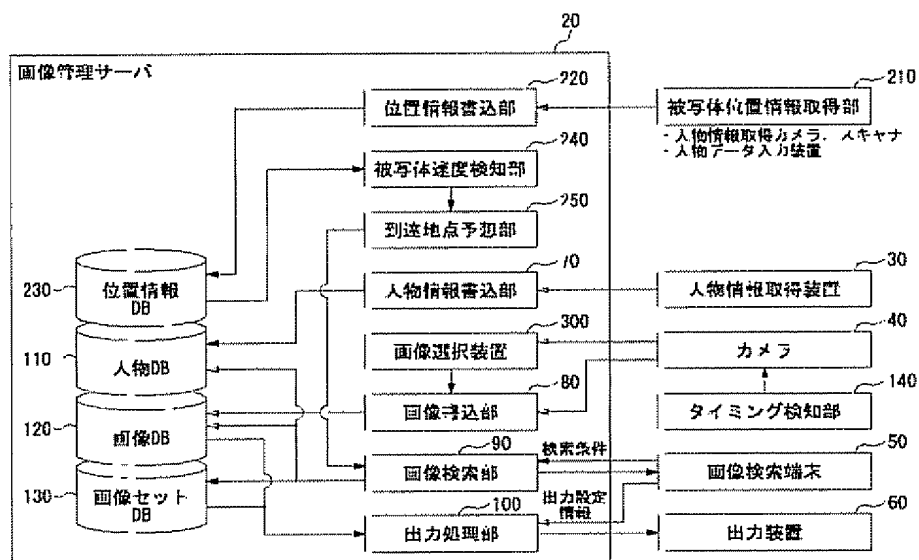 20
画像管理サーバ
220
位置情報書込部
210
被写体位置情報取得部
・人物情報取得カメラ、スキャナ
・人物データ入力装置
240
被写体速度検知部
250
到達地点予想部
230
位置情報
DB
70
人物情報書込部
30
人物情報取得装置
110
人物DB
300
画像選択装置
40
カメラ
80
画像書込部
140
タイミング検知部
120
画像DB
90
画像検索部
検索条件
50
画像検索端末
130
画像セット
DB
100
出力処理部
出力設定
情報
60
出力装置